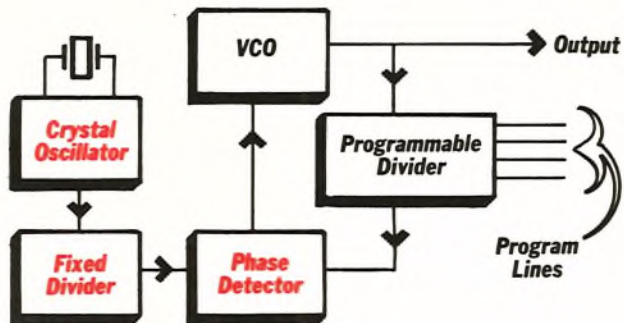 VCO
Output
Crystal
Oscillator
Programmable
Divider
Fixed
Divider
Phase
Detector
Program
Lines